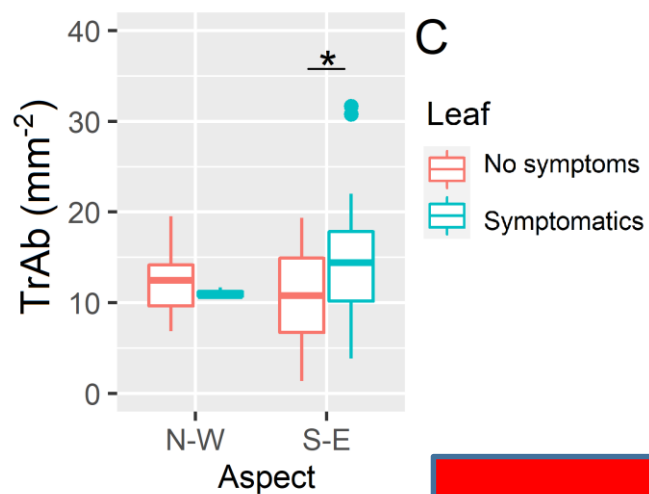 C
40
30
20
10
0
TrAb (mm⁻²)
*
N-W S-E
Aspect
Leaf
No symptoms
Symptomatics